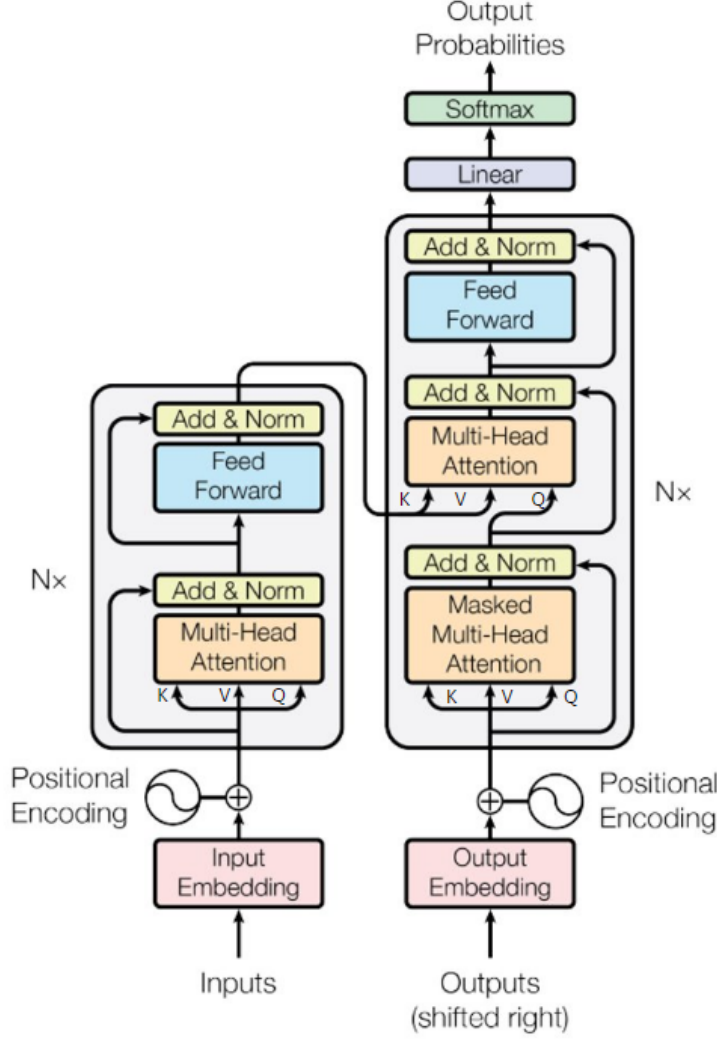 Output
Probabilities
Softmax
Linear
Add & Norm
Feed
Forward
Add & Norm
Multi-Head
Attention
K V Q
Nx
Add & Norm
Masked
Multi-Head
Attention
K V Q
Add & Norm
Feed
Forward
Nx
Add & Norm
Multi-Head
Attention
K V Q
Positional
Encoding
Input
Embedding
Inputs
Positional
Encoding
Output
Embedding
Outputs
(shifted right)